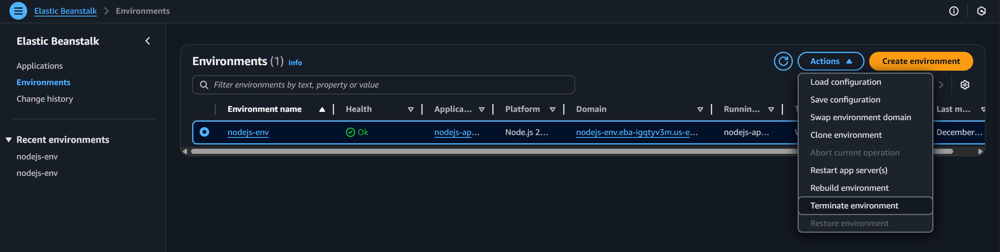 Elastic Beanstalk > Environments
Elastic Beanstalk
Applications
Environments
Change history
Recent environments
nodejs-env
nodejs-env
Environments (1) Info
Actions
Create environment
Filter environments by text, property or value
Environment name Health Applica... Platform Domain Runnin... T Last m...
nodejs-env Ok nodejs-ap... Node.js 2... nodejs-env.eba-igqtyv3m.us-e... nodejs-ap... December...
Load configuration
Save configuration
Swap environment domain
Clone environment
Abort current operation
Restart app server(s)
Rebuild environment
Terminate environment
Restore environment